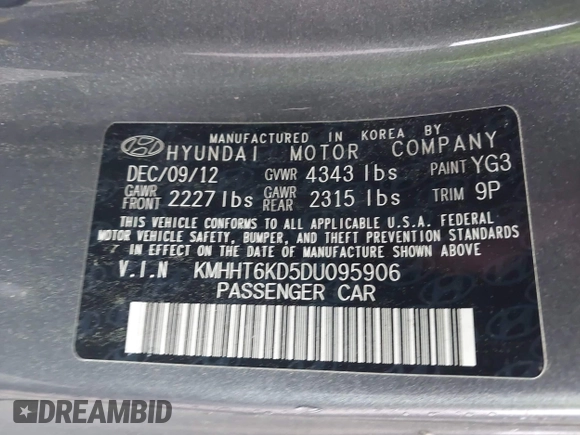 MANUFACTURED IN KOREA BY
HYUNDAI MOTOR COMPANY
DEC/09/12 GVWR 4343 lbs PAINT YG3
GAWR FRONT 2227 lbs GAWR REAR 2315 lbs TRIM 9P
THIS VEHICLE CONFORMS TO ALL APPLICABLE U.S.A. FEDERAL
MOTOR VEHICLE SAFETY, BUMPER, AND THEFT PREVENTION STANDARDS
IN EFFECT ON THE DATE OF MANUFACTURE SHOWN ABOVE
V.I.N KMHHT6KD5DU095906
PASSENGER CAR
DREAMBID